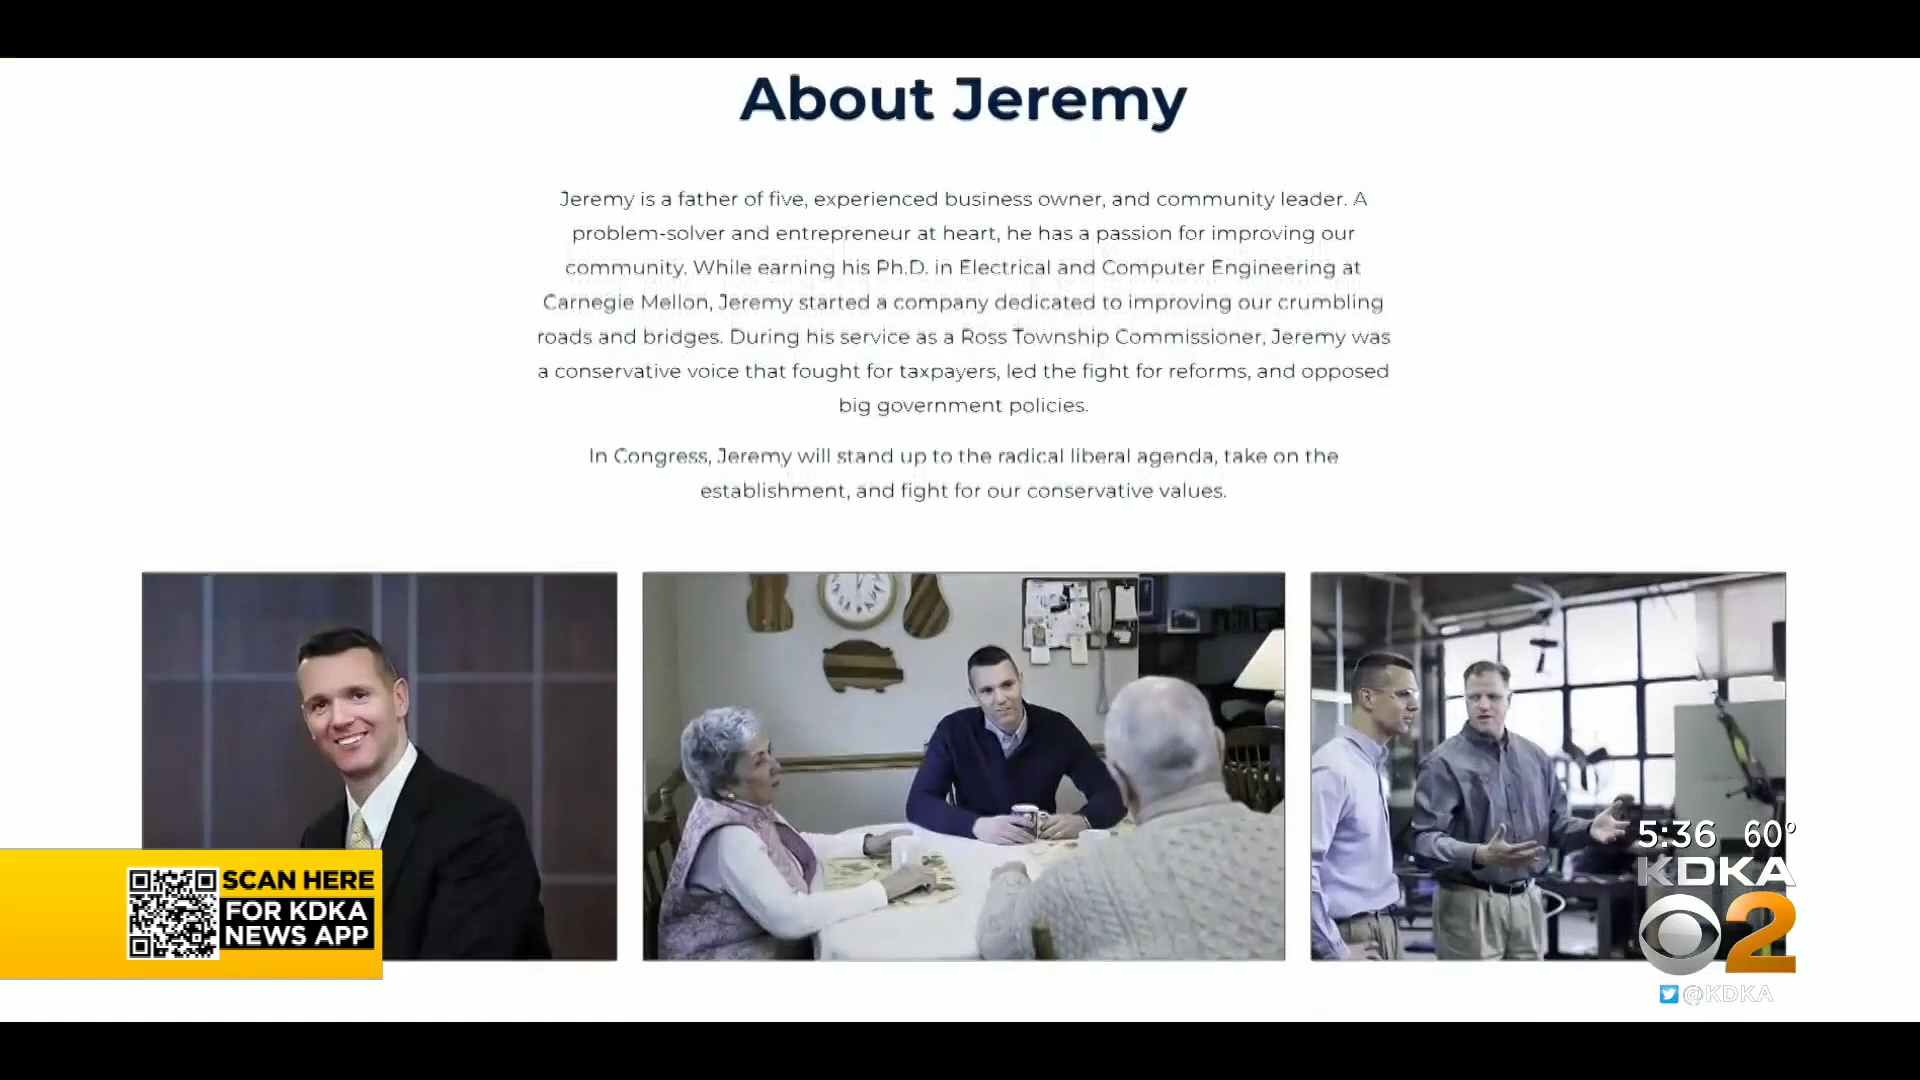 About Jeremy
Jeremy is a father of five, experienced business owner, and community leader. A
problem-solver and entrepreneur at heart, he has a passion for improving our
community. While earning his Ph.D. in Electrical and Computer Engineering at
Carnegie Mellon, Jeremy started a company dedicated to improving our crumbling
roads and bridges. During his service as a Ross Township Commissioner, Jeremy was
a conservative voice that fought for taxpayers, led the fight for reforms, and opposed
big government policies.
In Congress, Jeremy will stand up to the radical liberal agenda, take on the
establishment, and fight for our conservative values.
SCAN HERE
FOR KDKA
NEWS APP
5:36 60°
KDKA
2
@KDKA